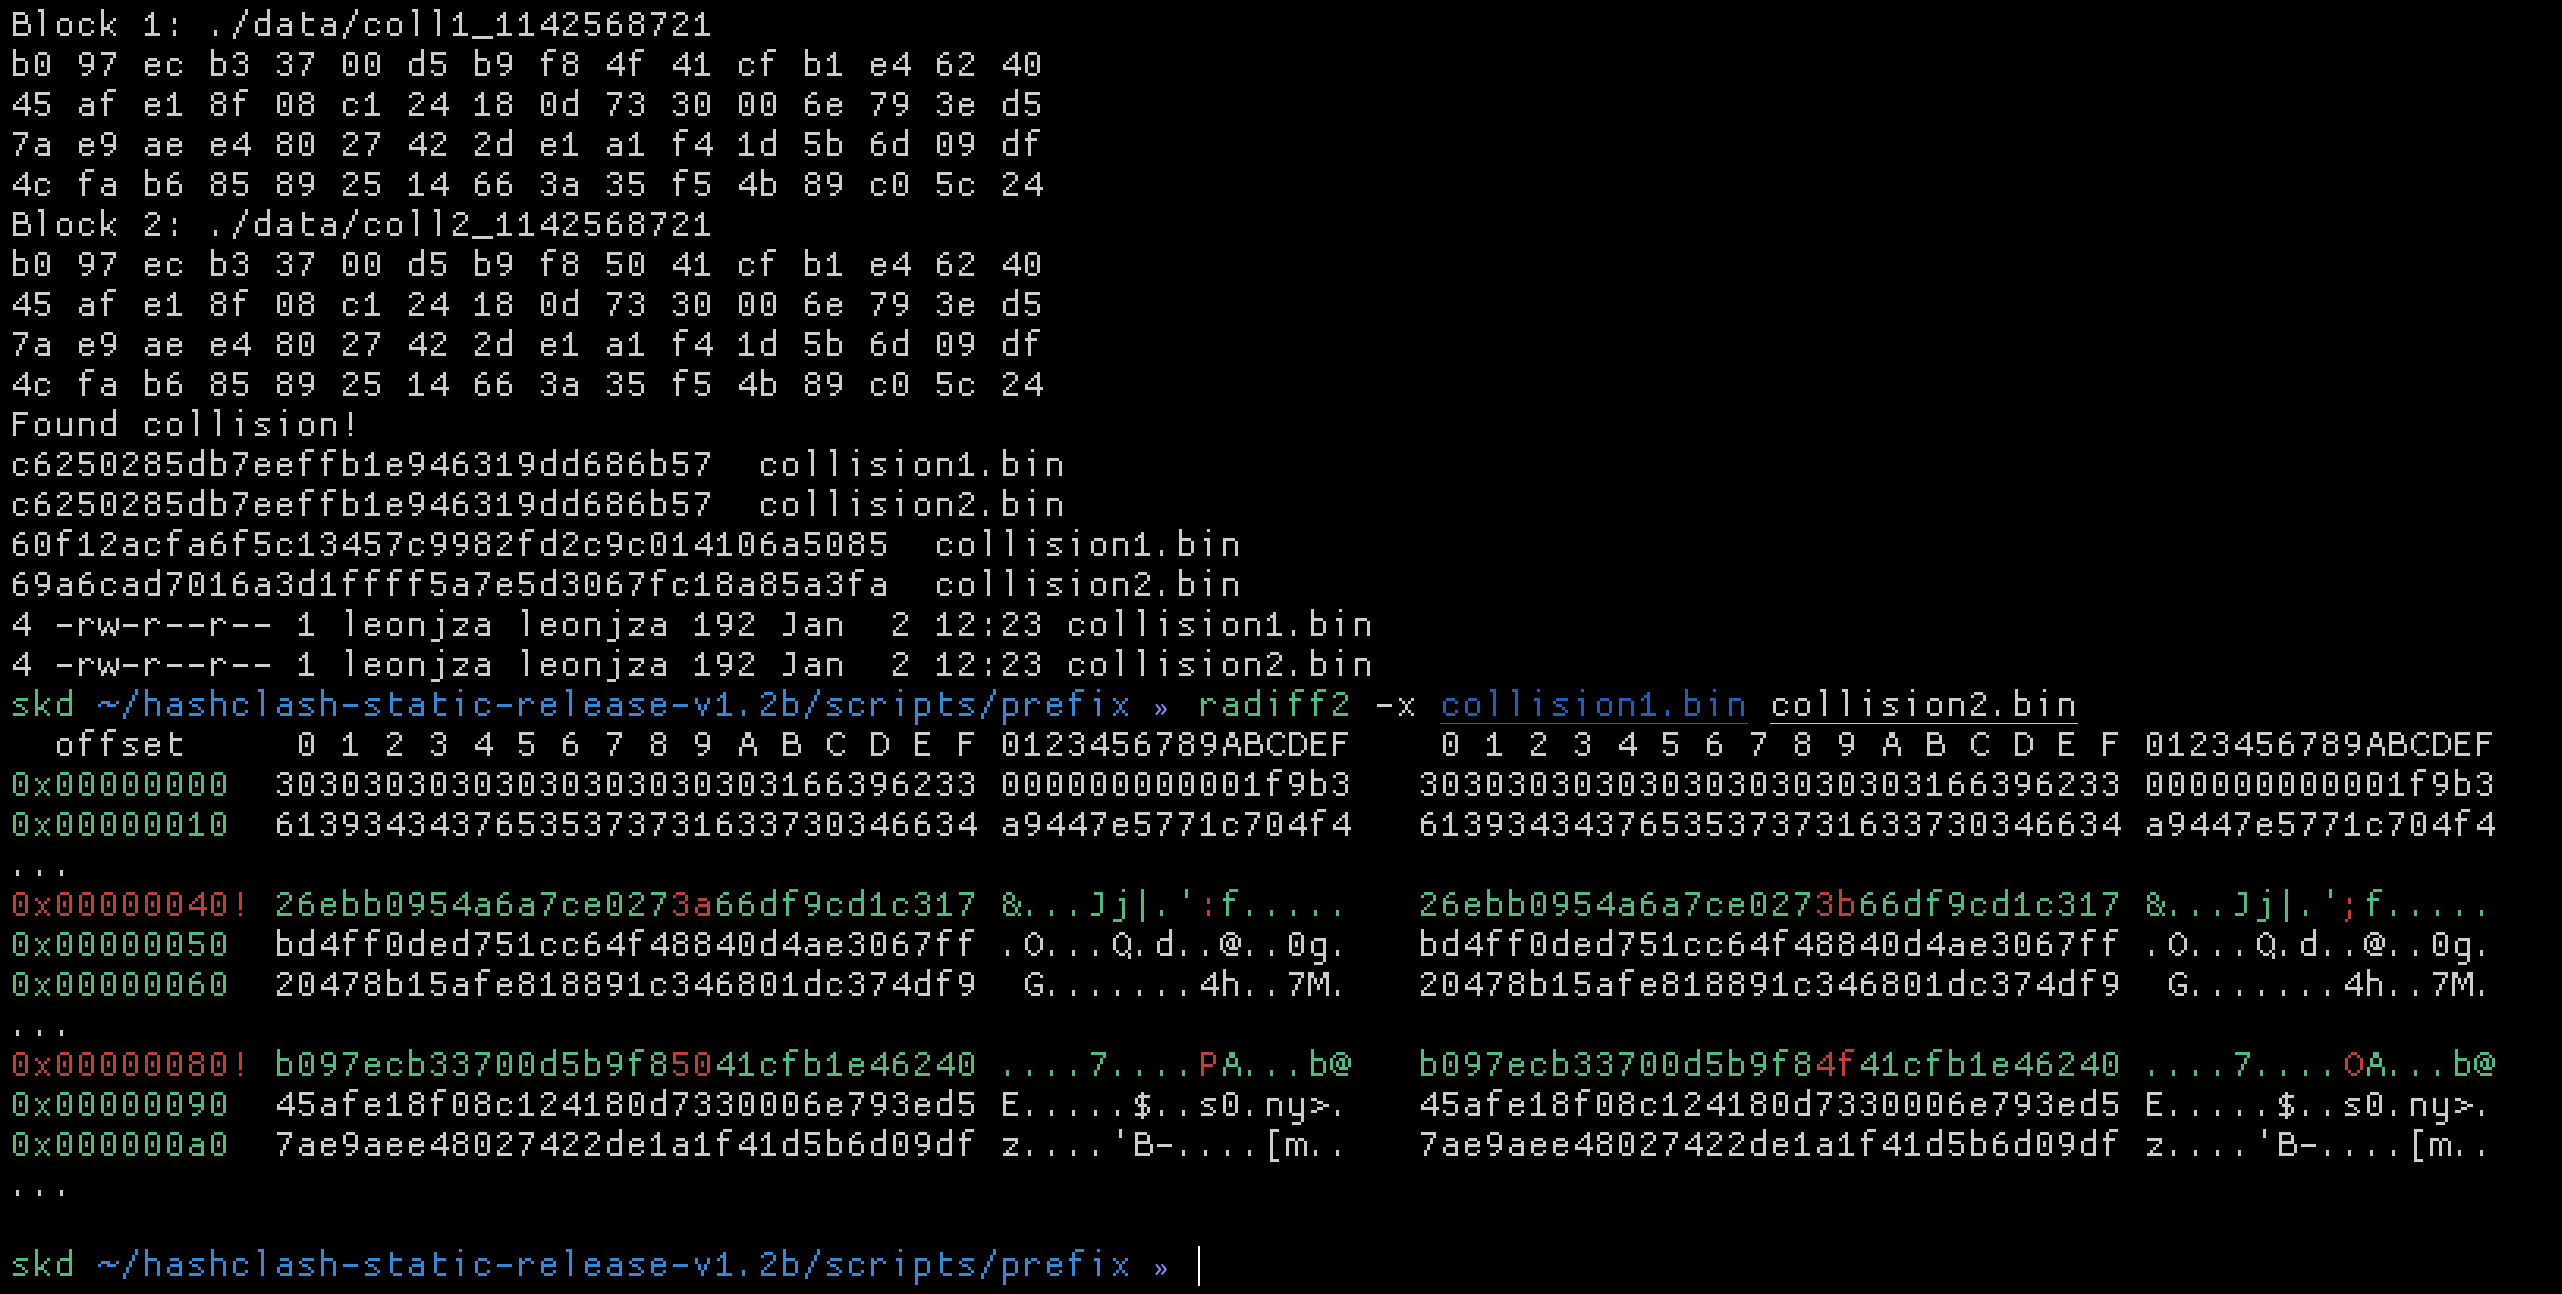 Block 1: ./data/coll1_1142568721
b0 97 ec b3 37 00 d5 b9 f8 4f 41 cf b1 e4 62 40
45 af e1 8f 08 c1 24 18 0d 73 30 00 6e 79 3e d5
7a e9 ae e4 80 27 42 2d e1 a1 f4 1d 5b 6d 09 df
4c fa b6 85 89 25 14 66 3a 35 f5 4b 89 c0 5c 24
Block 2: ./data/coll2_1142568721
b0 97 ec b3 37 00 d5 b9 f8 50 41 cf b1 e4 62 40
45 af e1 8f 08 c1 24 18 0d 73 30 00 6e 79 3e d5
7a e9 ae e4 80 27 42 2d e1 a1 f4 1d 5b 6d 09 df
4c fa b6 85 89 25 14 66 3a 35 f5 4b 89 c0 5c 24
Found collision!
c6250285db7eeffb1e946319dd686b57  collision1.bin
c6250285db7eeffb1e946319dd686b57  collision2.bin
60f12acfa6f5c13457c9982fd2c9c014106a5085  collision1.bin
69a6cad7016a3d1ffff5a7e5d3067fc18a85a3fa  collision2.bin
4 -rw-r--r-- 1 leonjza leonjza 192 Jan  2 12:23 collision1.bin
4 -rw-r--r-- 1 leonjza leonjza 192 Jan  2 12:23 collision2.bin
skd ~/hashclash-static-release-v1.2b/scripts/prefix » radiff2 -x collision1.bin collision2.bin
  offset     0 1 2 3 4 5 6 7 8 9 A B C D E F 0123456789ABCDEF    0 1 2 3 4 5 6 7 8 9 A B C D E F 0123456789ABCDEF
0x00000000  30303030303030303030303166396233 000000000001f9b3   30303030303030303030303166396233 000000000001f9b3
0x00000010  61393434376535373731633730346634 a9447e5771c704f4   61393434376535373731633730346634 a9447e5771c704f4
...
0x00000040! 26ebb0954a6a7ce0273a66df9cd1c317 &...Jj|.':f.....   26ebb0954a6a7ce0273b66df9cd1c317 &...Jj|.';f.....
0x00000050  bd4ff0ded751cc64f48840d4ae3067ff .O...Q.d..@..0g.   bd4ff0ded751cc64f48840d4ae3067ff .O...Q.d..@..0g.
0x00000060  20478b15afe818891c346801dc374df9  G.......4h..7M.   20478b15afe818891c346801dc374df9  G.......4h..7M.
...
0x00000080! b097ecb33700d5b9f85041cfb1e46240 ....7....PA...b@   b097ecb33700d5b9f84f41cfb1e46240 ....7....OA...b@
0x00000090  45afe18f08c124180d7330006e793ed5 E.....$..s0.ny>.   45afe18f08c124180d7330006e793ed5 E.....$..s0.ny>.
0x000000a0  7ae9aee48027422de1a1f41d5b6d09df z....'B-....[m..   7ae9aee48027422de1a1f41d5b6d09df z....'B-....[m..
...
skd ~/hashclash-static-release-v1.2b/scripts/prefix »